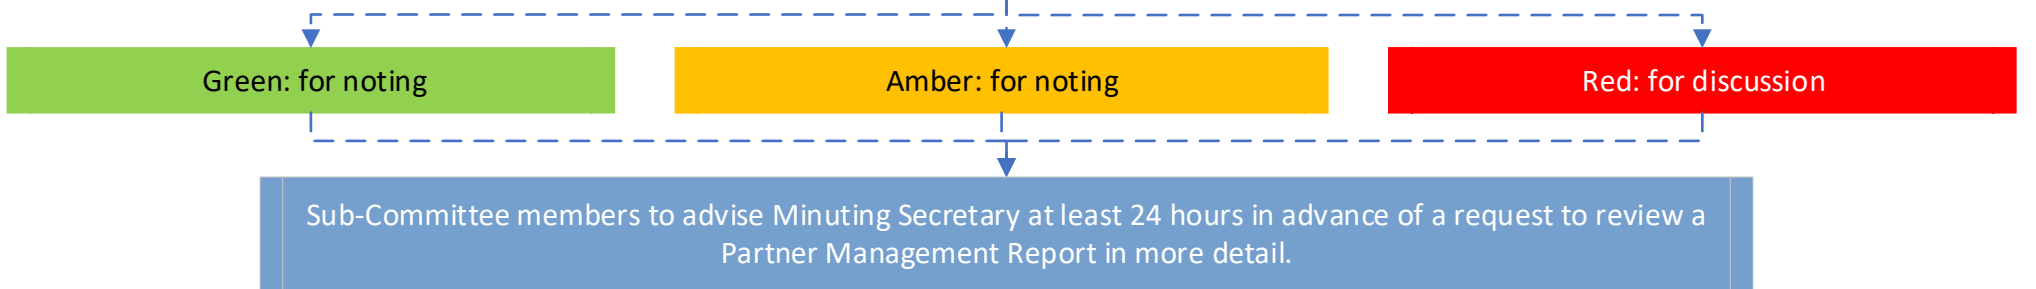 Green: for noting
Amber: for noting
Red: for discussion
Sub-Committee members to advise Minuting Secretary at least 24 hours in advance of a request to review a
Partner Management Report in more detail.